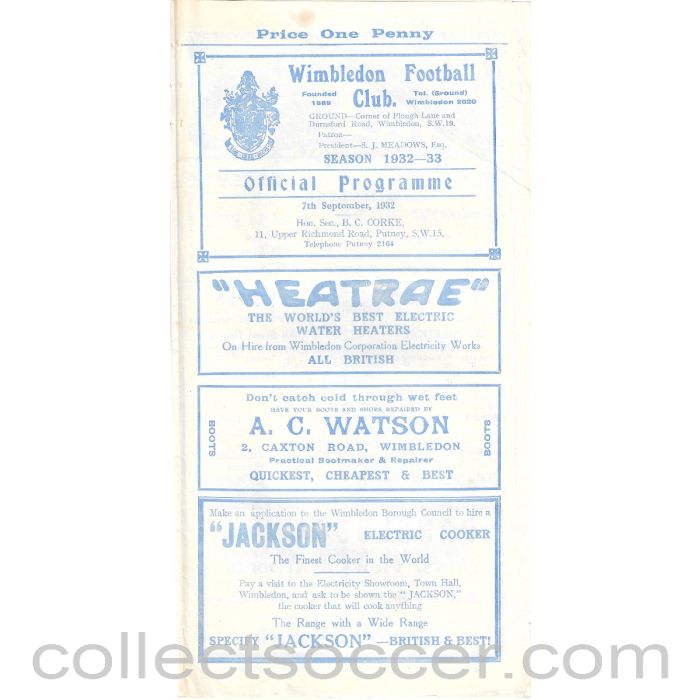 Price One Penny
Wimbledon Football
Founded 1889
Club.
Tel. (Ground) Wimbledon 2020
GROUND—Corner of Plough Lane and
Durnsford Road, Wimbledon, S.W.19.
Patron—
President—S. J. MEADOWS, Esq.
SEASON 1932—33
Official Programme
7th September, 1932
Hon. Sec., B. C. CORKE,
11, Upper Richmond Road, Putney, S.W.15.
Telephone Putney 2164
"HEATRAE"
THE WORLD'S BEST ELECTRIC
WATER HEATERS
On Hire from Wimbledon Corporation Electricity Works
ALL BRITISH
Don't catch cold through wet feet
HAVE YOUR BOOTS AND SHOES REPAIRED BY
BOOTS
A. C. WATSON
BOOTS
2, CAXTON ROAD, WIMBLEDON
Practical Bootmaker & Repairer
QUICKEST, CHEAPEST & BEST
Make an application to the Wimbledon Borough Council to hire a
"JACKSON" ELECTRIC COOKER
The Finest Cooker in the World
Pay a visit to the Electricity Showroom, Town Hall,
Wimbledon, and ask to be shown the "JACKSON,"
the cooker that will cook anything
The Range with a Wide Range
SPECIFY "JACKSON"—BRITISH & BEST!
collectsoccer.com